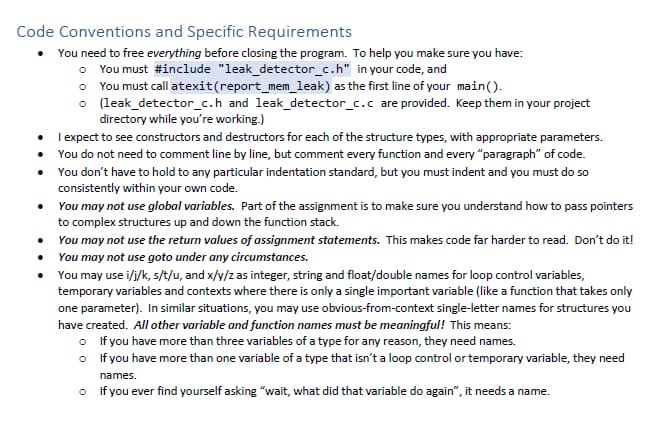 Code Conventions and Specific Requirements
• You need to free everything before closing the program. To help you make sure you have:
o You must #include "leak_detector_c.h" in your code, and
o You must call atexit(report_mem_leak) as the first line of your main().
o (leak_detector_c.h and leak_detector_c.c are provided. Keep them in your project
directory while you're working.)
• I expect to see constructors and destructors for each of the structure types, with appropriate parameters.
• You do not need to comment line by line, but comment every function and every "paragraph" of code.
• You don't have to hold to any particular indentation standard, but you must indent and you must do so
consistently within your own code.
• You may not use global variables. Part of the assignment is to make sure you understand how to pass pointers
to complex structures up and down the function stack.
• You may not use the return values of assignment statements. This makes code far harder to read. Don't do it!
• You may not use goto under any circumstances.
• You may use i/j/k, s/t/u, and x/y/z as integer, string and float/double names for loop control variables,
temporary variables and contexts where there is only a single important variable (like a function that takes only
one parameter). In similar situations, you may use obvious-from-context single-letter names for structures you
have created. All other variable and function names must be meaningful! This means:
o If you have more than three variables of a type for any reason, they need names.
o If you have more than one variable of a type that isn't a loop control or temporary variable, they need
names.
o If you ever find yourself asking "wait, what did that variable do again", it needs a name.